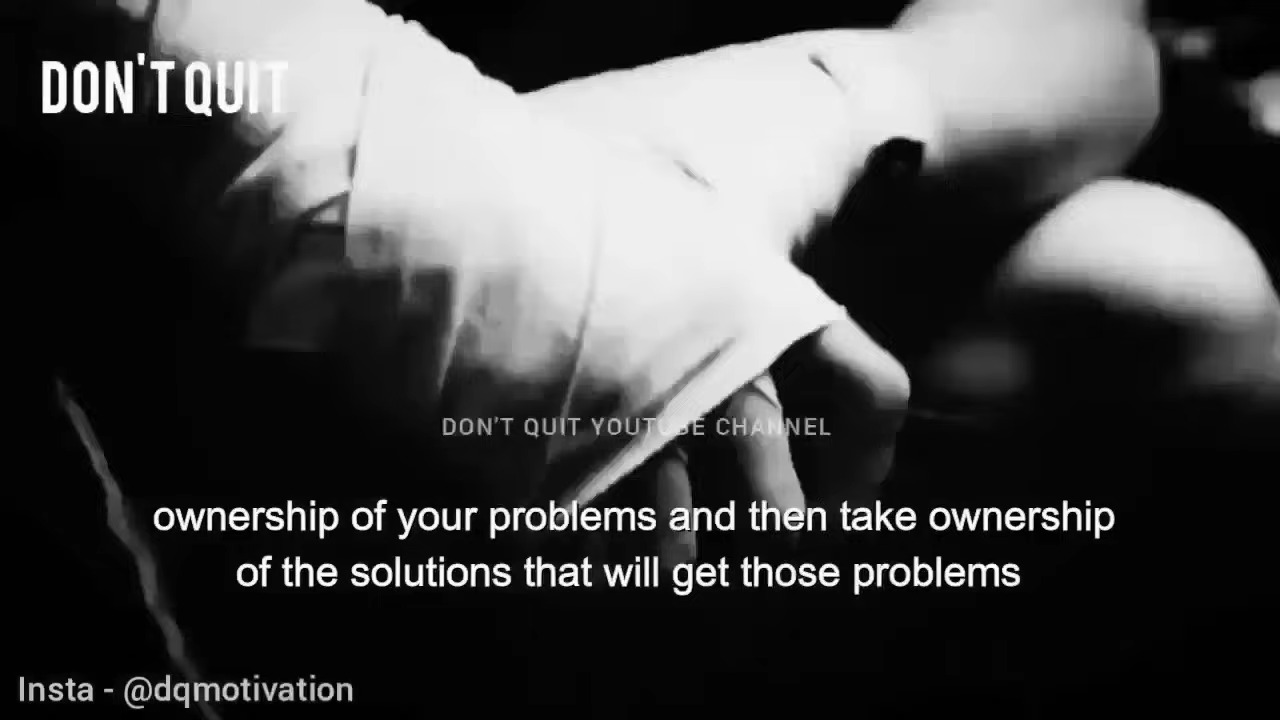 DON'T QUIT
DON'T QUIT YOUTUBE CHANNEL
ownership of your problems and then take ownership
of the solutions that will get those problems
Insta - @dqmotivation